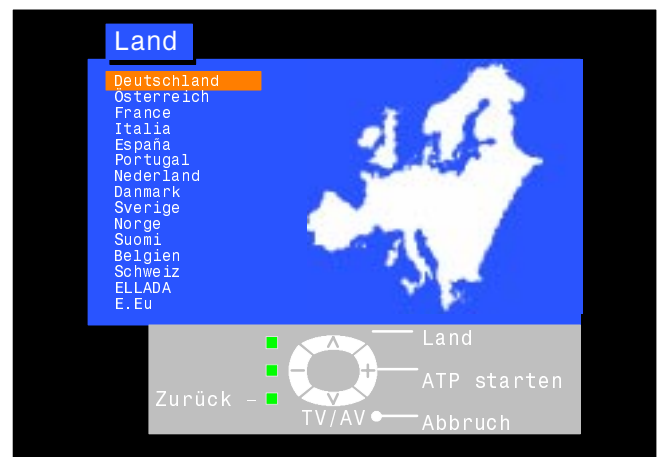 Land
Deutschland
Österreich
France
Italia
España
Portugal
Nederland
Danmark
Sverige
Norge
Suomi
Belgien
Schweiz
ELLADA
E.Eu
Land
ATP starten
Zurück
TV/AV
Abbruch